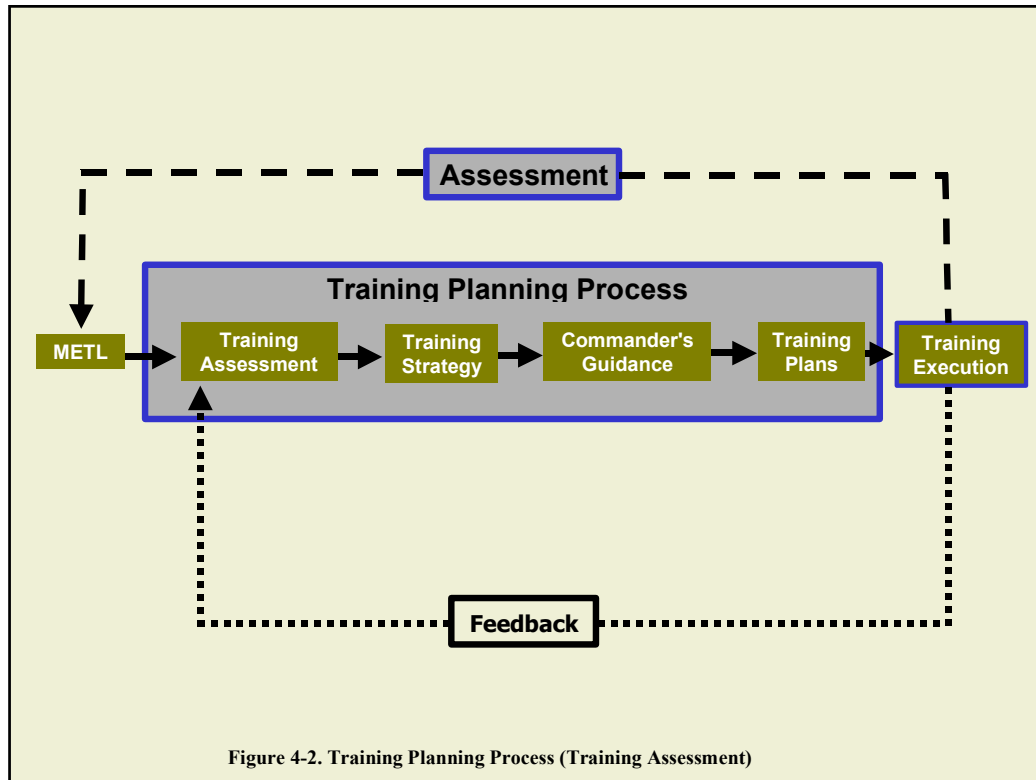 Assessment
Training Planning Process
METL
Training
Assessment
Training
Strategy
Commander's
Guidance
Training
Plans
Training
Execution
Feedback
Figure 4-2. Training Planning Process (Training Assessment)